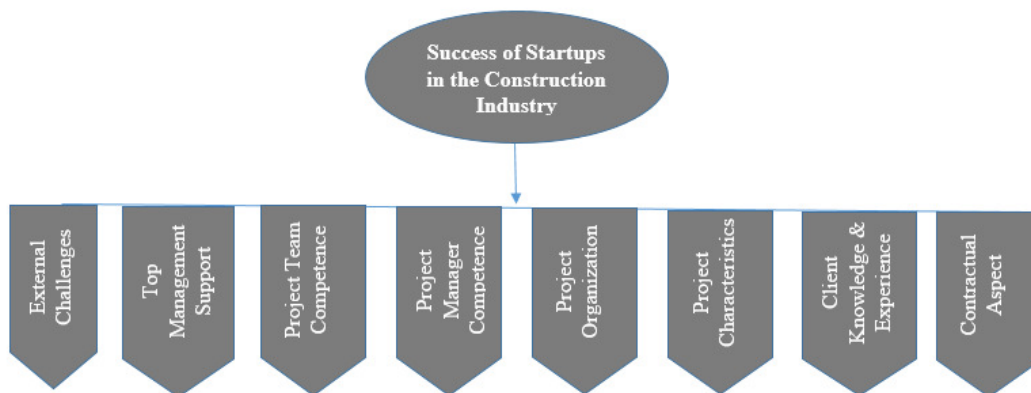 Success of Startups
in the Construction
Industry
External
Challenges
Top
Management
Support
Project Team
Competence
Project
Manager
Competence
Project
Organization
Project
Characteristics
Client
Knowledge &
Experience
Contractual
Aspect